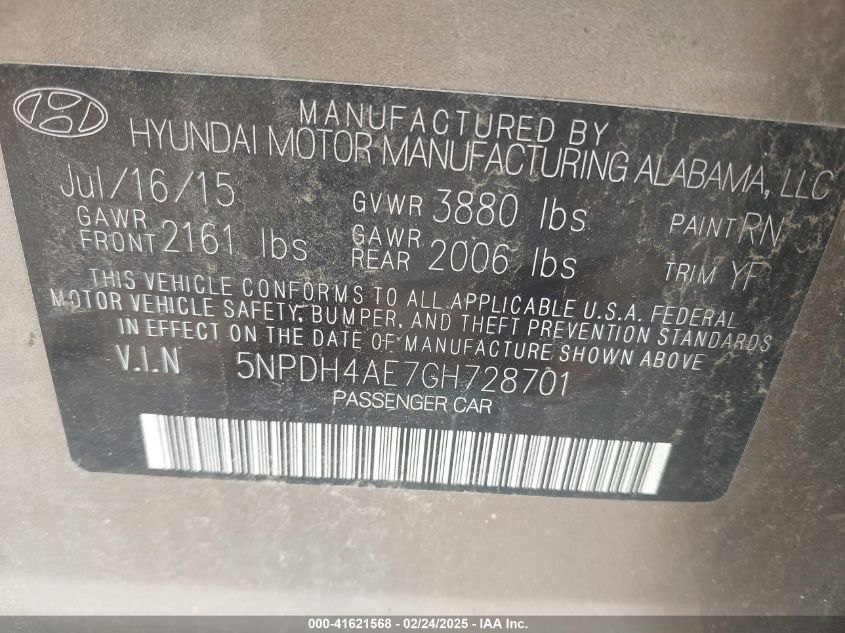 MANUFACTURED BY
HYUNDAI MOTOR MANUFACTURING ALABAMA, LLC
Jul/16/15 GVWR 3880 lbs PAINT RN
GAWR FRONT 2161 lbs GAWR REAR 2006 lbs TRIM YF
THIS VEHICLE CONFORMS TO ALL APPLICABLE U.S.A. FEDERAL
MOTOR VEHICLE SAFETY, BUMPER, AND THEFT PREVENTION STANDARDS
IN EFFECT ON THE DATE OF MANUFACTURE SHOWN ABOVE
V.I.N 5NPDH4AE7GH728701
PASSENGER CAR
000-41621568 - 02/24/2025 - IAA Inc.